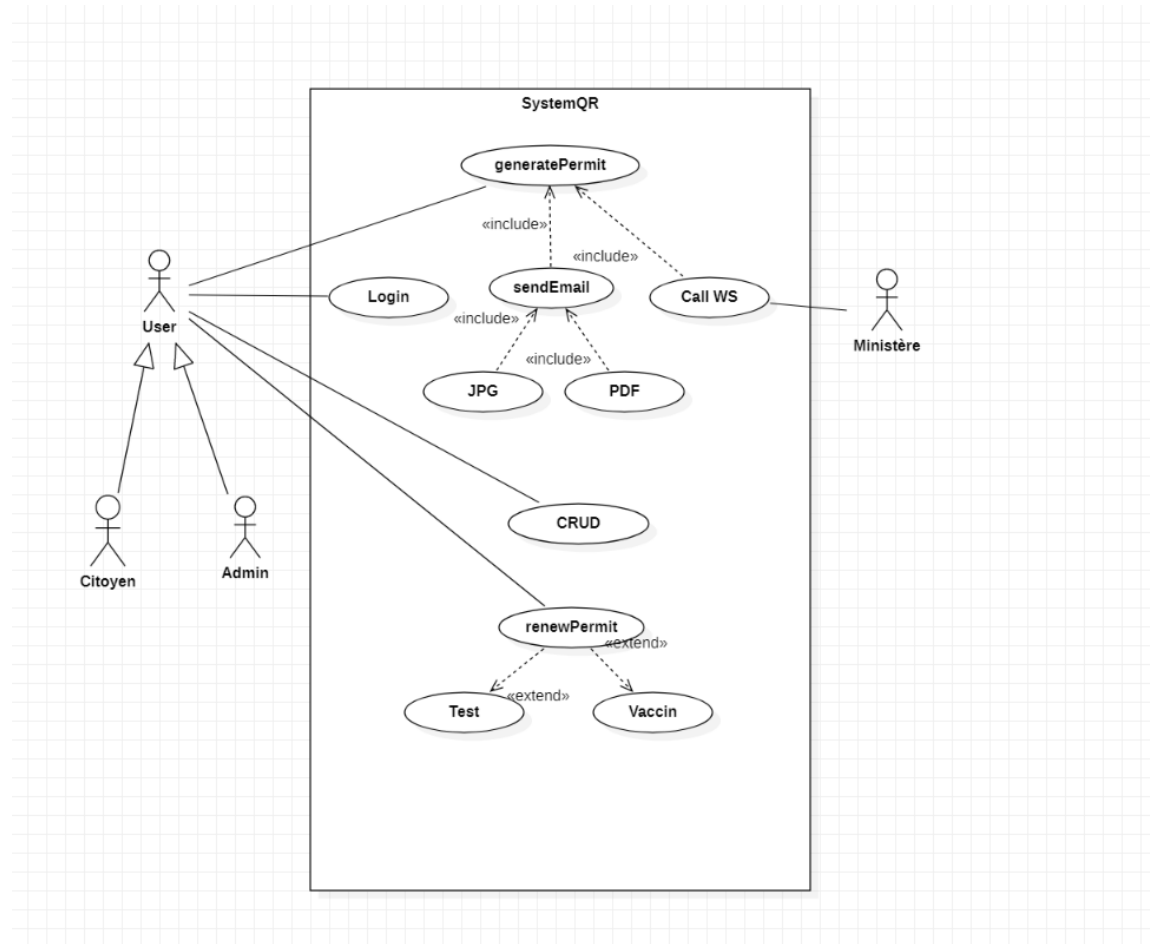 SystemQR
generatePermit
«include»
«include»
sendEmail
Login
Call WS
«include»
User
Ministère
«include»
JPG
PDF
CRUD
Citoyen
Admin
renewPermit
«extend»
«extend»
Test
Vaccin